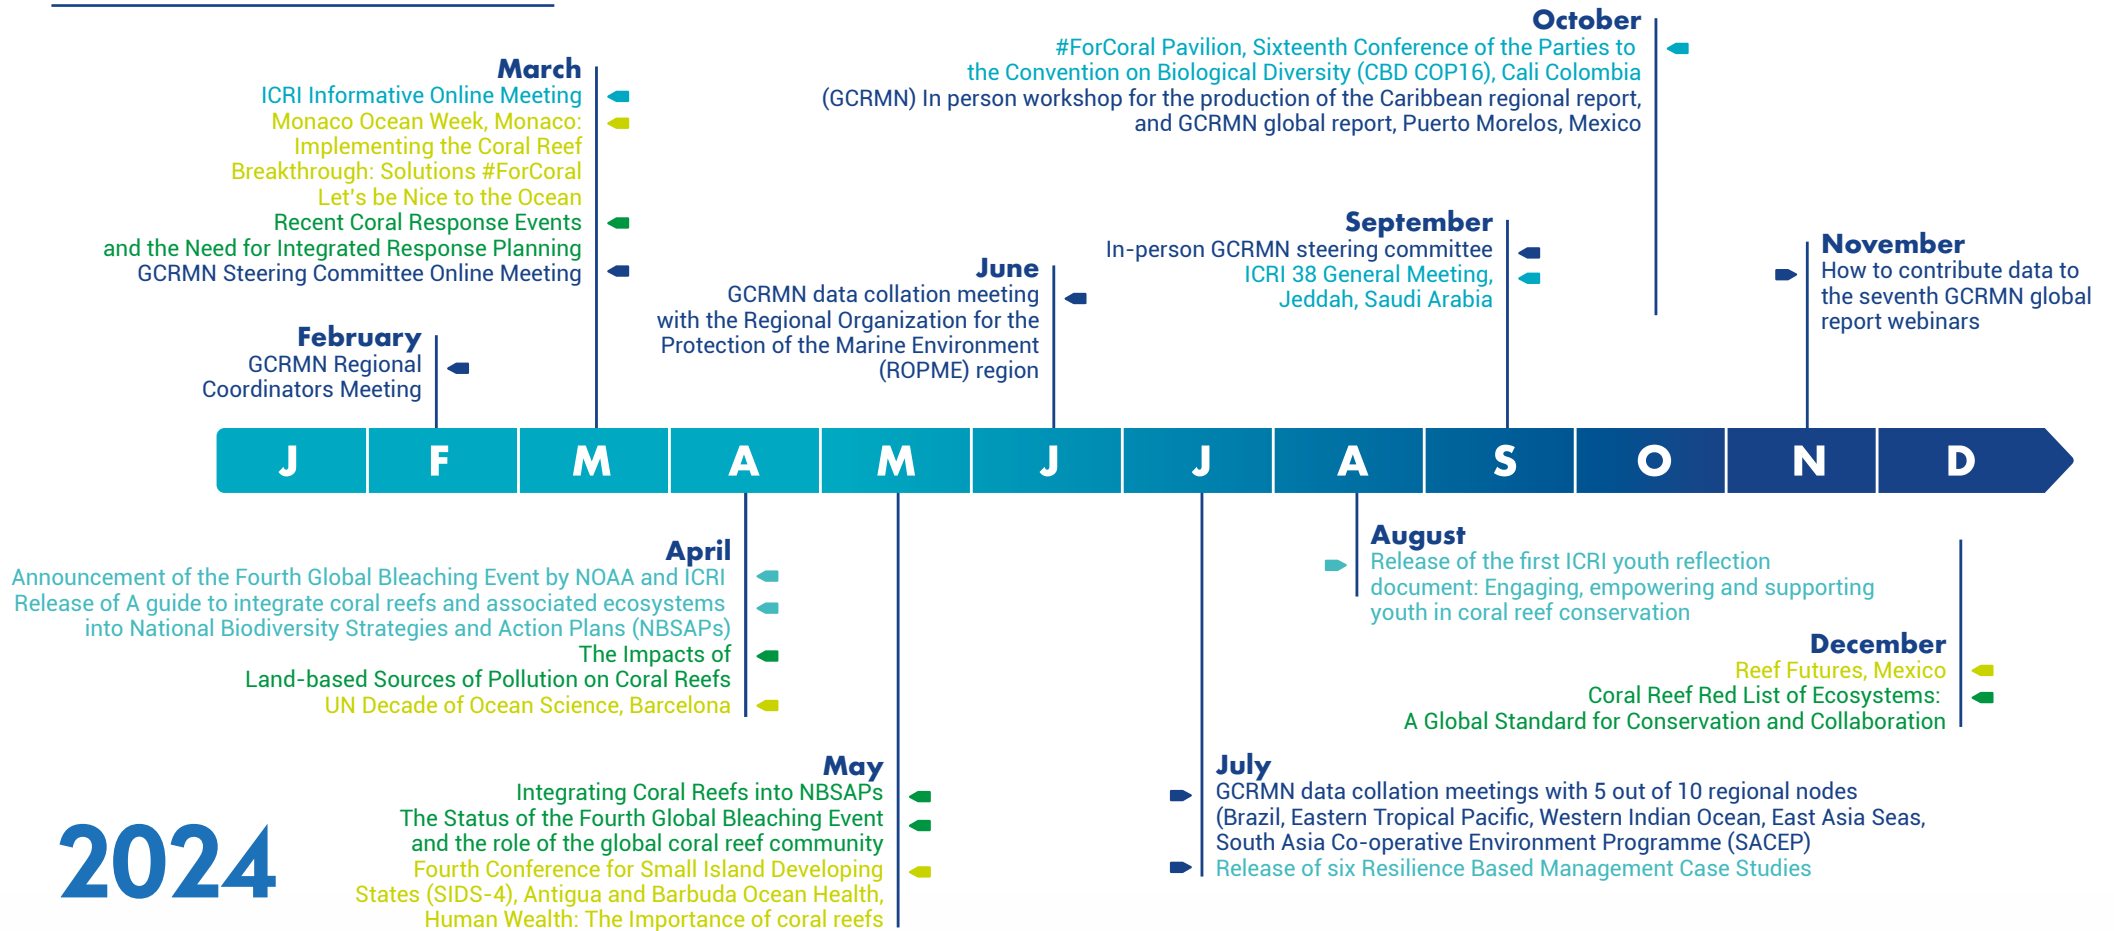 October
#ForCoral Pavilion, Sixteenth Conference of the Parties to
the Convention on Biological Diversity (CBD COP16), Cali Colombia
(GCRMN) In person workshop for the production of the Caribbean regional report,
and GCRMN global report, Puerto Morelos, Mexico
March
ICRI Informative Online Meeting
Monaco Ocean Week, Monaco:
Implementing the Coral Reef
Breakthrough: Solutions #ForCoral
Let's be Nice to the Ocean
Recent Coral Response Events
and the Need for Integrated Response Planning
GCRMN Steering Committee Online Meeting
September
In-person GCRMN steering committee
ICRI 38 General Meeting,
Jeddah, Saudi Arabia
November
How to contribute data to
the seventh GCRMN global
report webinars
June
GCRMN data collation meeting
with the Regional Organization for the
Protection of the Marine Environment
(ROPME) region
February
GCRMN Regional
Coordinators Meeting
J F M A M J J A S O N D
April
Announcement of the Fourth Global Bleaching Event by NOAA and ICRI
Release of A guide to integrate coral reefs and associated ecosystems
into National Biodiversity Strategies and Action Plans (NBSAPs)
The Impacts of
Land-based Sources of Pollution on Coral Reefs
UN Decade of Ocean Science, Barcelona
August
Release of the first ICRI youth reflection
document: Engaging, empowering and supporting
youth in coral reef conservation
December
Reef Futures, Mexico
Coral Reef Red List of Ecosystems:
A Global Standard for Conservation and Collaboration
May
Integrating Coral Reefs into NBSAPs
The Status of the Fourth Global Bleaching Event
and the role of the global coral reef community
Fourth Conference for Small Island Developing
States (SIDS-4), Antigua and Barbuda Ocean Health,
Human Wealth: The Importance of coral reefs
July
GCRMN data collation meetings with 5 out of 10 regional nodes
(Brazil, Eastern Tropical Pacific, Western Indian Ocean, East Asia Seas,
South Asia Co-operative Environment Programme (SACEP)
Release of six Resilience Based Management Case Studies
2024